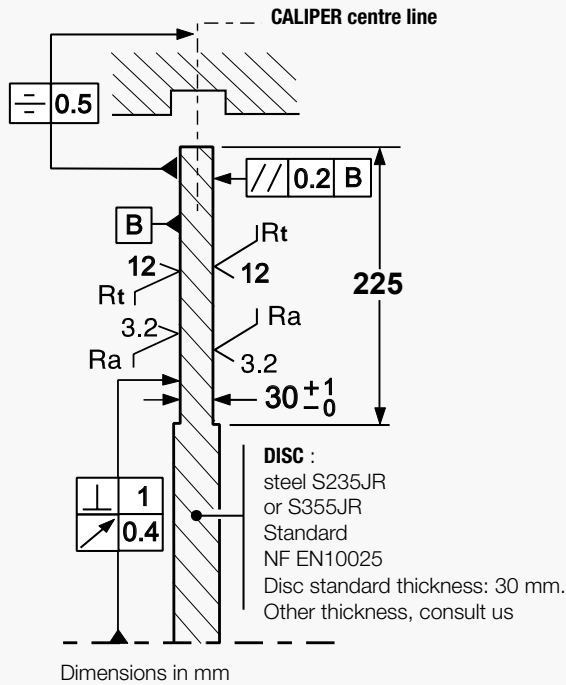 CALIPER centre line
⌯ 0.5
// 0.2 B
B
Rt
12
12
Rt
225
3.2
Ra
Ra
3.2
30 +1 −0
⊥ 1
↗ 0.4
DISC :
steel S235JR
or S355JR
Standard
NF EN10025
Disc standard thickness: 30 mm.
Other thickness, consult us
Dimensions in mm